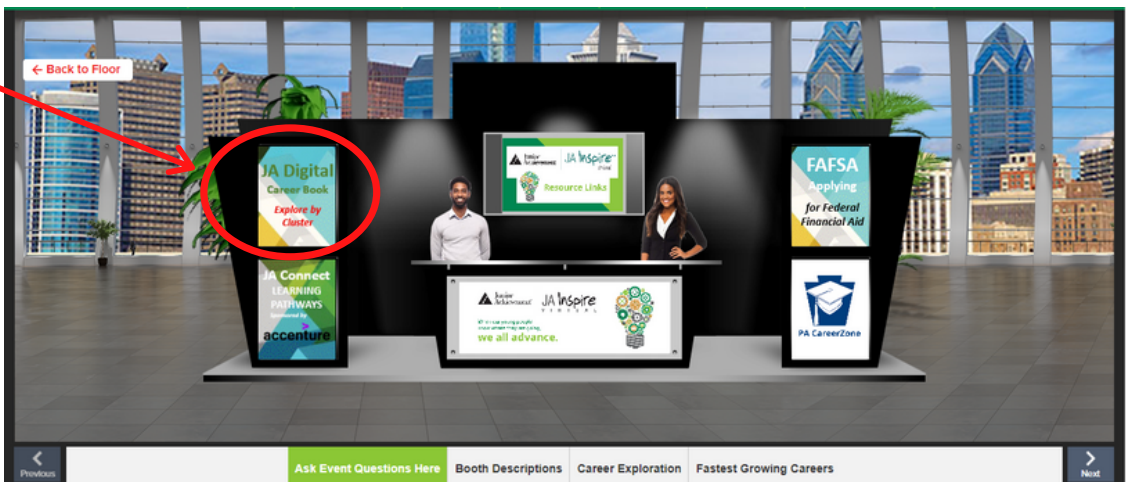 ← Back to Floor
JA Digital
Career Book
Explore by
Cluster
JA Connect
LEARNING
PATHWAYS
Sponsored by
accenture
Junior
Achievement
JA Inspire
Resource Links
Junior
Achievement
JA Inspire
VIRTUAL
we all advance.
FAFSA
Applying
for Federal
Financial Aid
PA CareerZone
Previous
Ask Event Questions Here
Booth Descriptions
Career Exploration
Fastest Growing Careers
Next